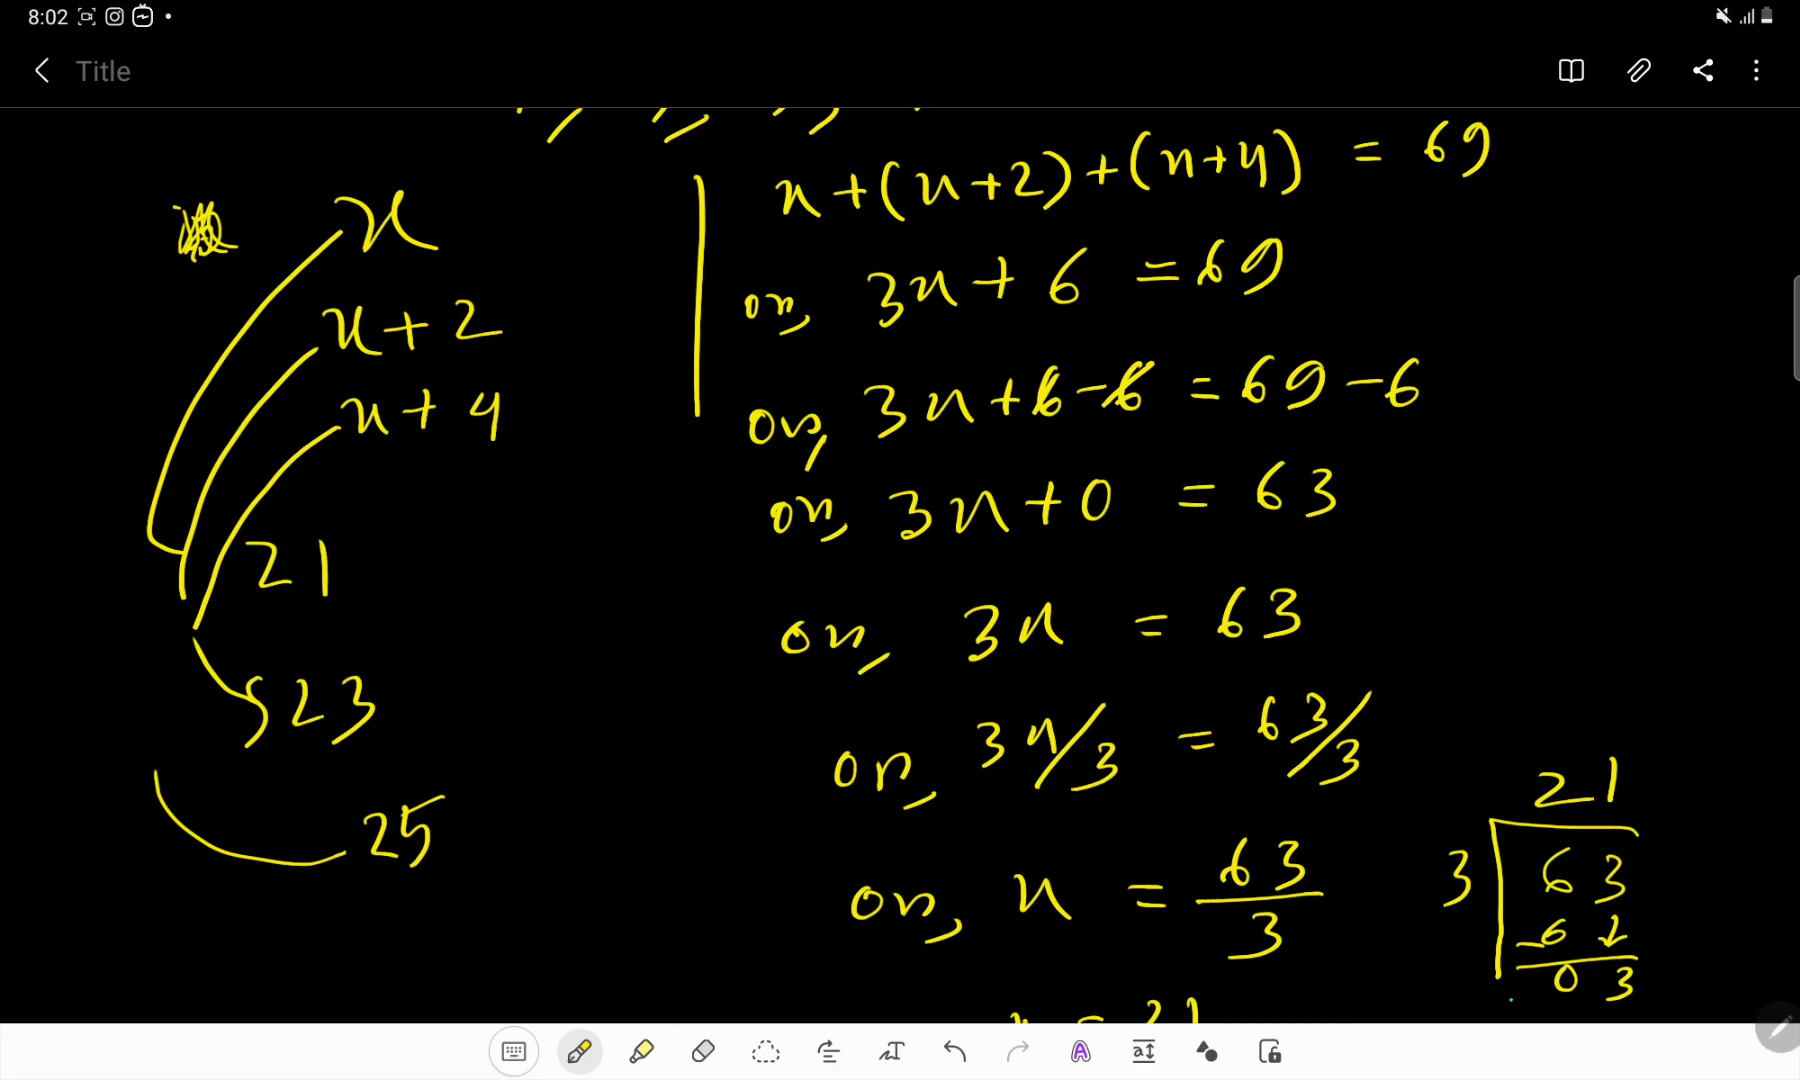 8:02
Title
x
x+2
x+4
21
23
25
x+(x+2)+(x+4) = 69
or, 3x+6 = 69
or, 3x+6-6 = 69-6
or, 3x+0 = 63
or, 3x = 63
or, 3x/3 = 63/3
or, x = 63/3
21
3 63
-6↓
03